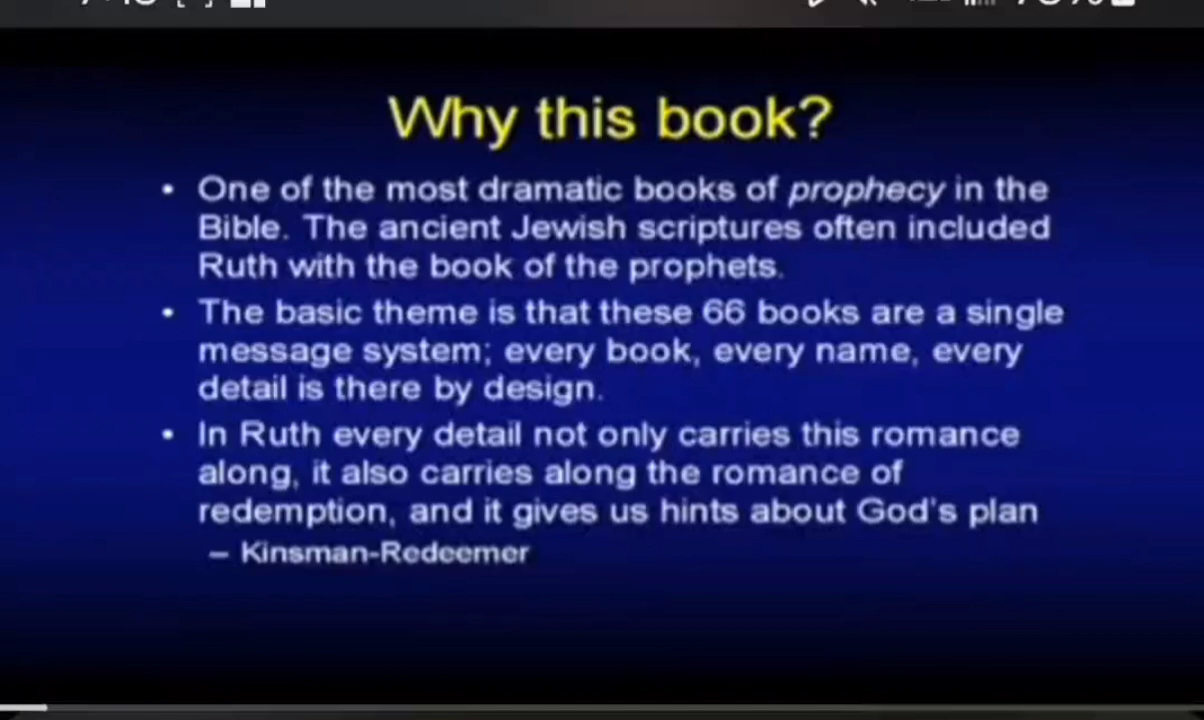 Why this book?
• One of the most dramatic books of prophecy in the
Bible. The ancient Jewish scriptures often included
Ruth with the book of the prophets.
• The basic theme is that these 66 books are a single
message system; every book, every name, every
detail is there by design.
• In Ruth every detail not only carries this romance
along, it also carries along the romance of
redemption, and it gives us hints about God's plan
– Kinsman-Redeemer